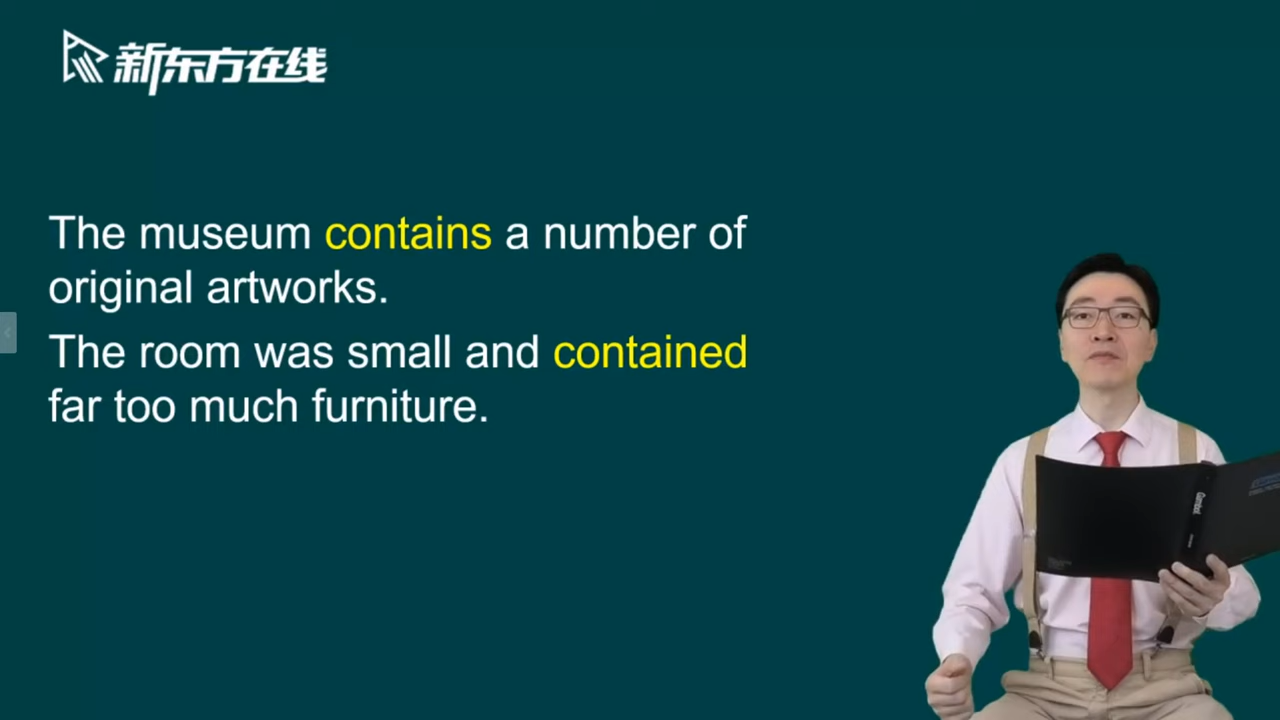 新东方在线
The museum contains a number of
original artworks.
The room was small and contained
far too much furniture.